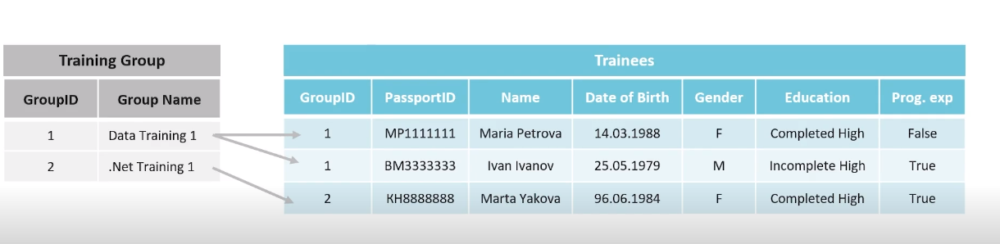 Training Group
GroupID Group Name
1 Data Training 1
2 .Net Training 1
Trainees
GroupID PassportID Name Date of Birth Gender Education Prog. exp
1 MP1111111 Maria Petrova 14.03.1988 F Completed High False
1 BM3333333 Ivan Ivanov 25.05.1979 M Incomplete High True
2 KH8888888 Marta Yakova 96.06.1984 F Completed High True